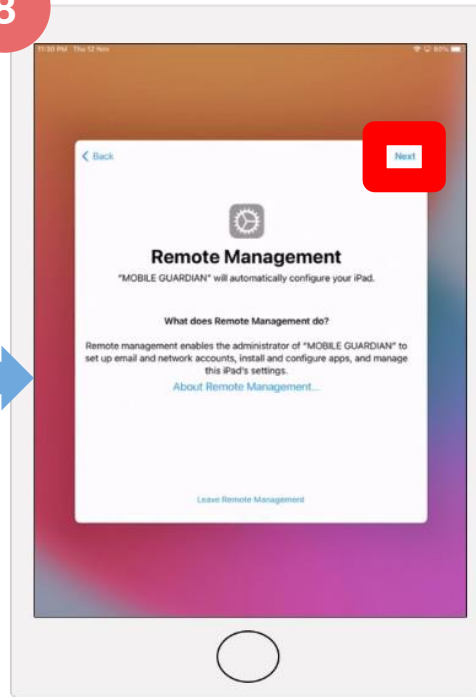 8
11:30 PM Thu 12 Nov
80%
Back
Next
Remote Management
"MOBILE GUARDIAN" will automatically configure your iPad.
What does Remote Management do?
Remote management enables the administrator of "MOBILE GUARDIAN" to
set up email and network accounts, install and configure apps, and manage
this iPad's settings.
About Remote Management...
Leave Remote Management